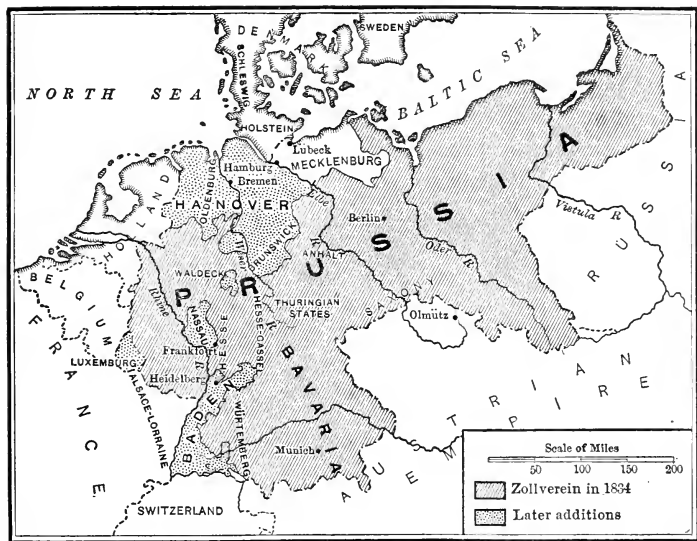 SWEDEN
DENMARK
SCHLESWIG
BALTIC SEA
NORTH SEA
HOLSTEIN
Lübeck
MECKLENBURG
Hamburg
Bremen
OLDENBURG
HANOVER
Elbe
R
Berlin
Vistula R
RUSSIA
HOLLAND
BRUNSWICK
Weser
R
ANHALT
Oder R
PRUSSIA
BELGIUM
WALDECK
Rhine
R
NASSAU
HESSE-CASSEL
THURINGIAN
STATES
SAXONY
Olmütz
HESSE
Frankfort
LUXEMBURG
Heidelberg
FRANCE
ALSACE-LORRAINE
BADEN
WÜRTEMBERG
BAVARIA
Munich
AUSTRIAN
EMPIRE
SWITZERLAND
Scale of Miles
50 100 150 200
Zollverein in 1834
Later additions